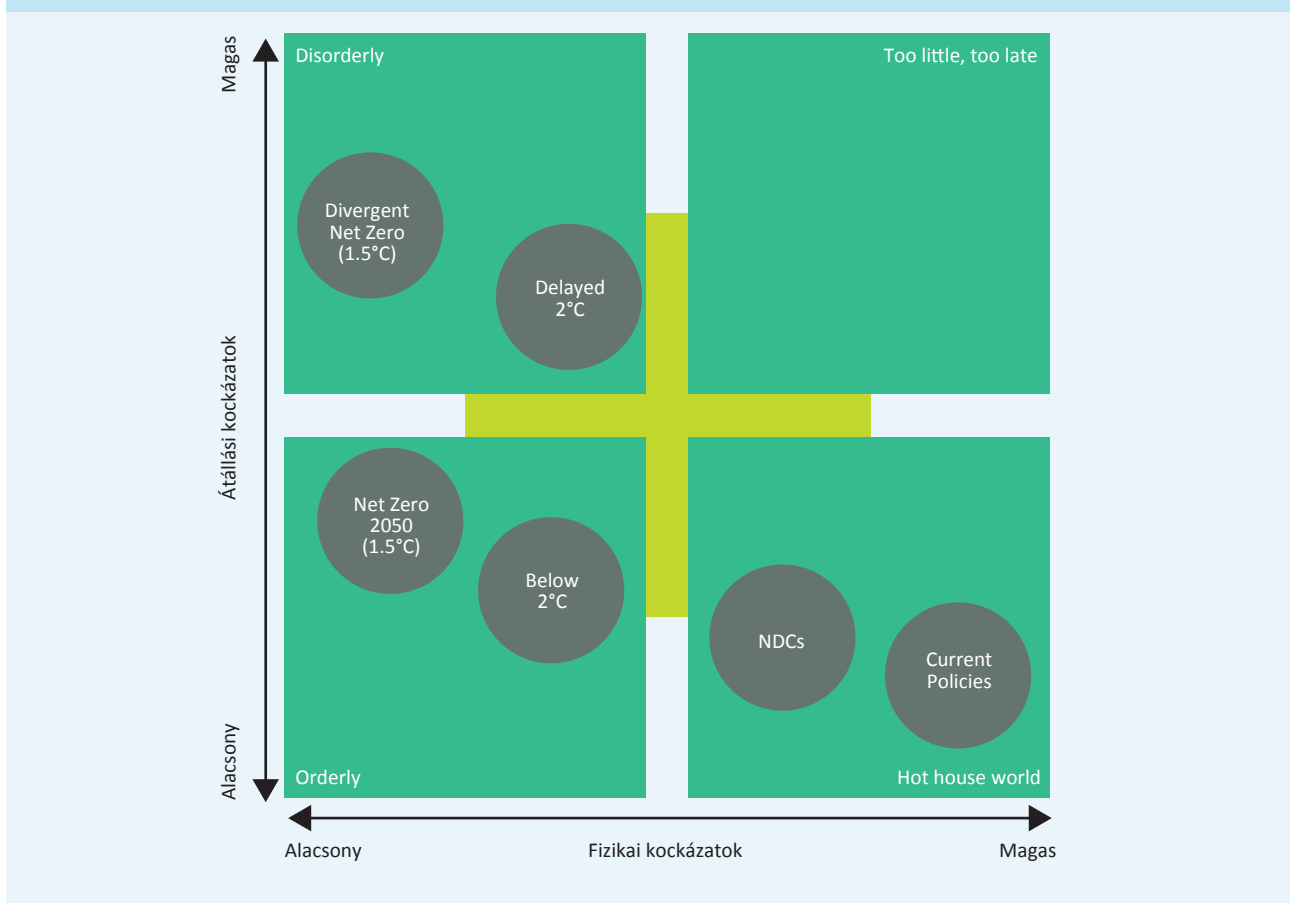 Magas
Átállási kockázatok
Alacsony
Disorderly
Too little, too late
Divergent
Net Zero
(1.5°C)
Delayed
2°C
Net Zero
2050
(1.5°C)
Below
2°C
NDCs
Current
Policies
Orderly
Hot house world
Alacsony
Fizikai kockázatok
Magas